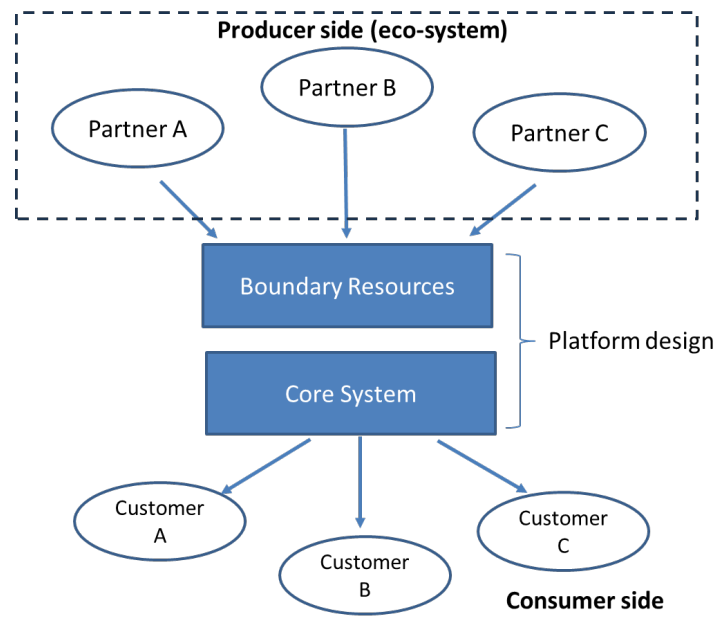 Producer side (eco-system)
Partner A
Partner B
Partner C
Boundary Resources
Platform design
Core System
Customer
A
Customer
B
Customer
C
Consumer side